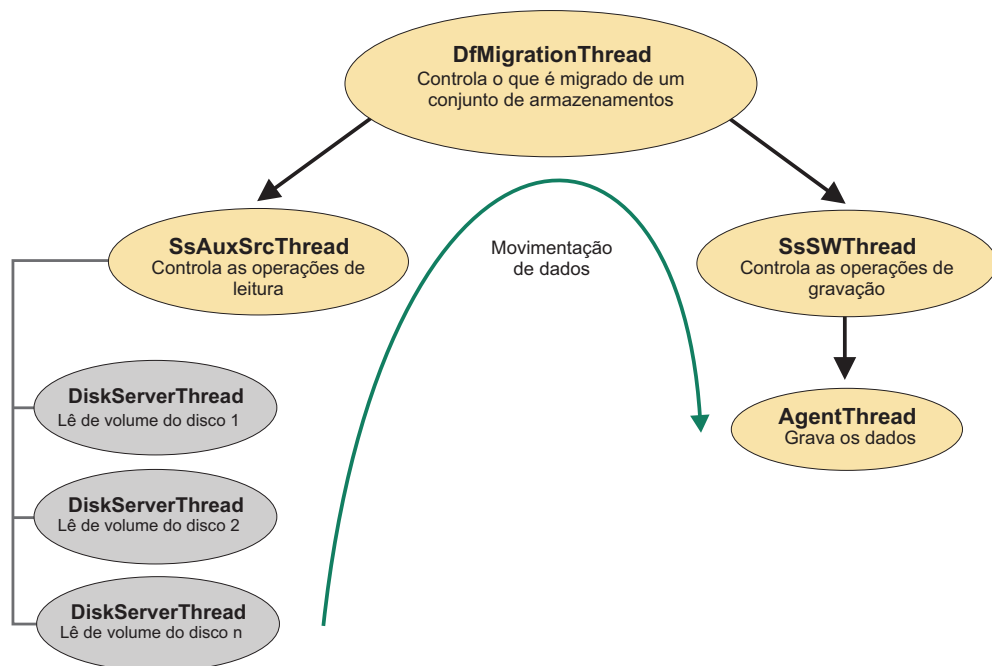 DfMigrationThread
Controla o que é migrado de um
conjunto de armazenamentos
SsAuxSrcThread
Controla as operações de
leitura
Movimentação
de dados
SsSWThread
Controla as operações de
gravação
DiskServerThread
Lê de volume do disco 1
AgentThread
Grava os dados
DiskServerThread
Lê de volume do disco 2
DiskServerThread
Lê de volume do disco n